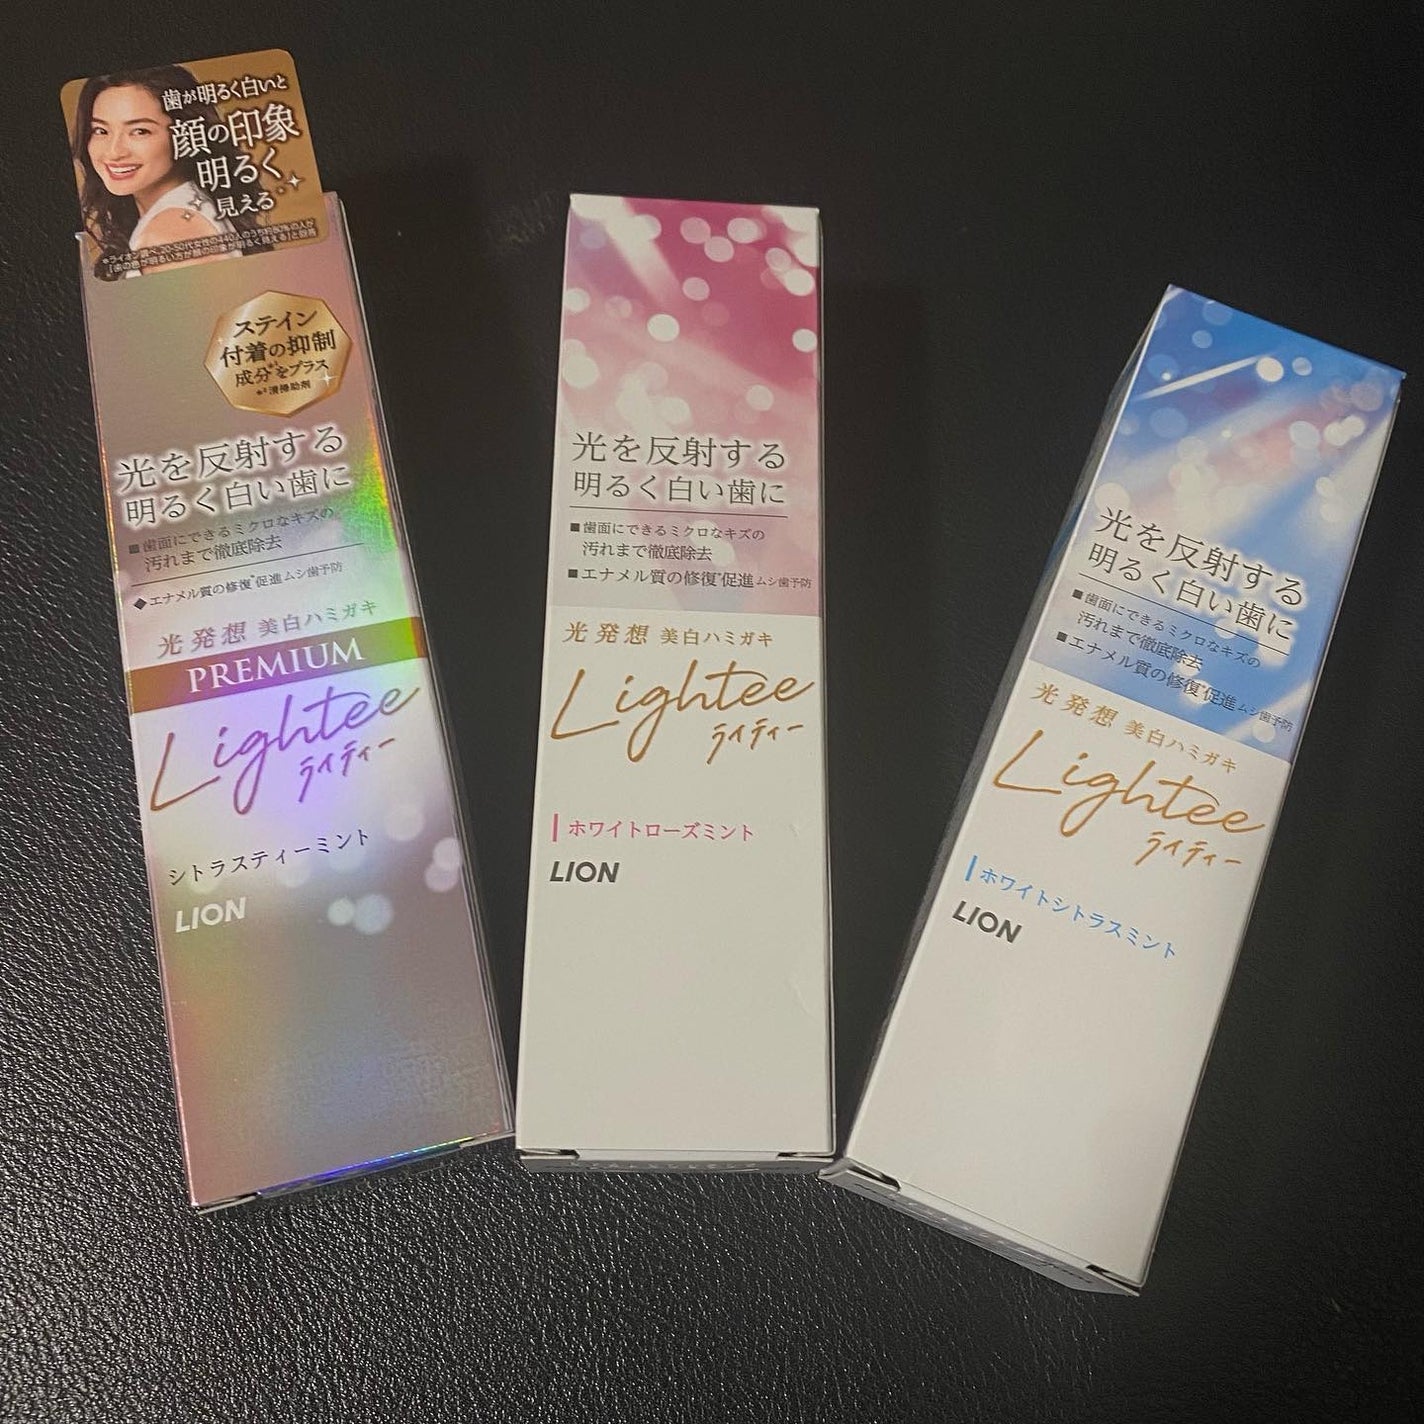 歯が明るく白いと
顔の印象
明るく
見える*
ステイン
付着の抑制
成分*²をプラス
*²清掃助剤
光を反射する
明るく白い歯に
■歯面にできるミクロなキズの
汚れまで徹底除去
◆エナメル質の修復*促進ムシ歯予防
光発想 美白ハミガキ
PREMIUM
Lightee
ライティー
シトラスティーミント
LION
光を反射する
明るく白い歯に
■歯面にできるミクロなキズの
汚れまで徹底除去
■エナメル質の修復*促進ムシ歯予防
光発想 美白ハミガキ
Lightee
ライティー
ホワイトローズミント
LION
光を反射する
明るく白い歯に
■歯面にできるミクロなキズの
汚れまで徹底除去
■エナメル質の修復*促進ムシ歯予防
光発想 美白ハミガキ
Lightee
ライティー
ホワイトシトラスミント
LION